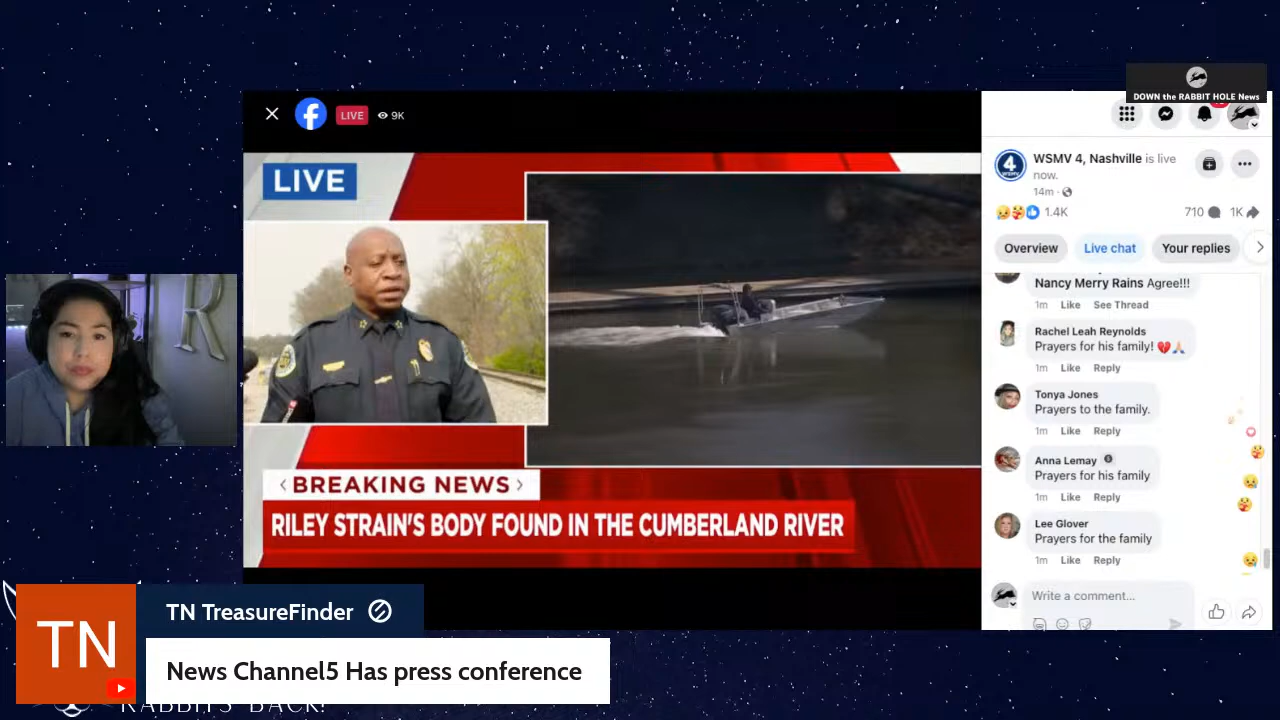 DOWN the RABBIT HOLE News
LIVE
9K
LIVE
4
WSMV
WSMV 4, Nashville is live
now.
14m
1.4K
710
1K
Overview
Live chat
Your replies
Nancy Merry Rains Agree!!!
1m Like See Thread
Rachel Leah Reynolds
Prayers for his family! 💔🙏🏻
1m Like Reply
Tonya Jones
Prayers to the family.
1m Like Reply
Anna Lemay
Prayers for his family
1m Like Reply
Lee Glover
Prayers for the family
1m Like Reply
Write a comment...
R
‹ BREAKING NEWS ›
RILEY STRAIN'S BODY FOUND IN THE CUMBERLAND RIVER
TN
TN TreasureFinder
News Channel5 Has press conference
RABBITS BACK!